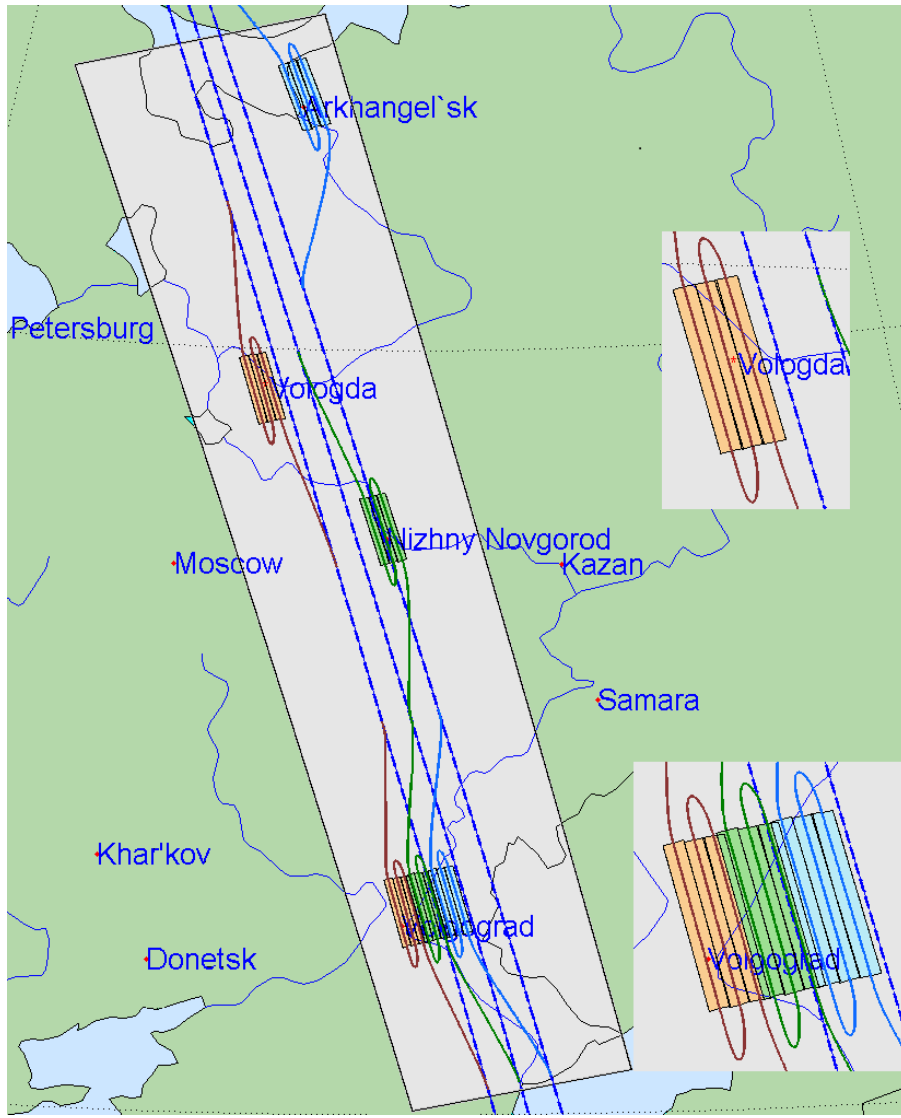 Arkhangel`sk
Petersburg
Vologda
Vologda
Nizhny Novgorod
Moscow
Kazan
Samara
Khar'kov
Volgograd
Donetsk
Volgograd